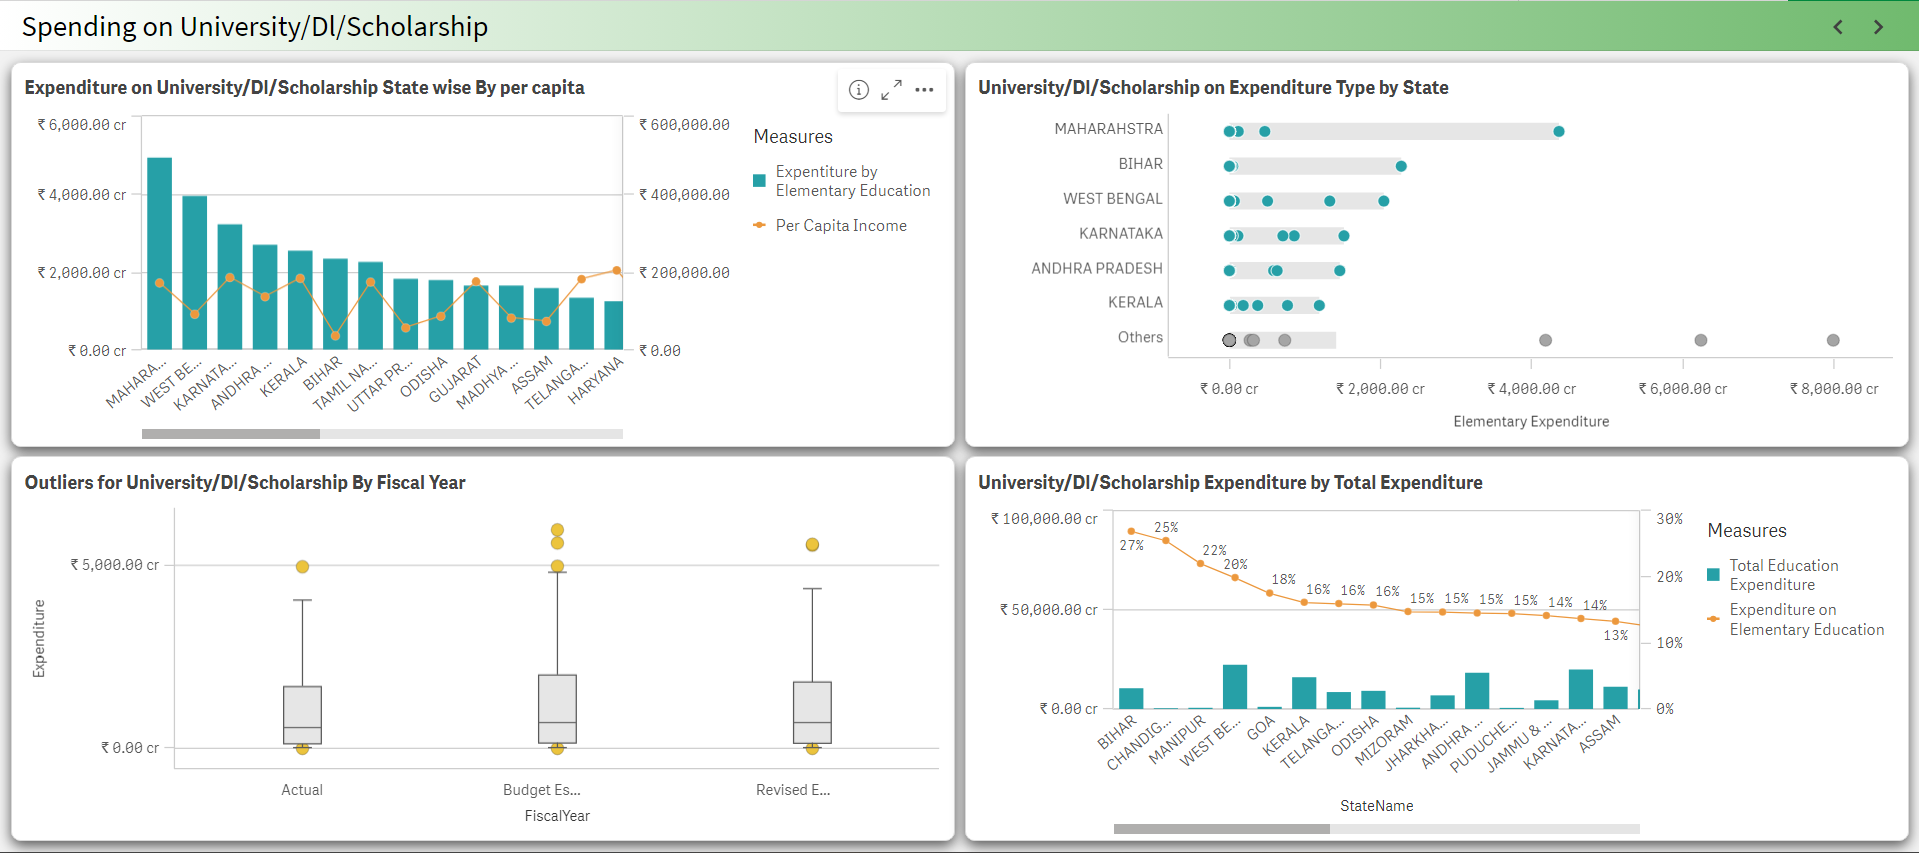 Spending on University/Dl/Scholarship
Expenditure on University/Dl/Scholarship State wise By per capita
₹ 6,000.00 cr
₹ 4,000.00 cr
₹ 2,000.00 cr
₹ 0.00 cr
₹ 600,000.00
₹ 400,000.00
₹ 200,000.00
₹ 0.00
MAHARA...
WEST BE...
KARNATA...
ANDHRA ...
KERALA
BIHAR
TAMIL NA...
UTTAR PR...
ODISHA
GUJARAT
MADHYA ...
ASSAM
TELANGA...
HARYANA
Measures
Expenditure by
Elementary Education
Per Capita Income
University/Dl/Scholarship on Expenditure Type by State
MAHARAHSTRA
BIHAR
WEST BENGAL
KARNATAKA
ANDHRA PRADESH
KERALA
Others
₹ 0.00 cr
₹ 2,000.00 cr
₹ 4,000.00 cr
₹ 6,000.00 cr
₹ 8,000.00 cr
Elementary Expenditure
Outliers for University/Dl/Scholarship By Fiscal Year
Expenditure
₹ 5,000.00 cr
₹ 0.00 cr
Actual
Budget Es...
Revised E...
FiscalYear
University/Dl/Scholarship Expenditure by Total Expenditure
₹ 100,000.00 cr
₹ 50,000.00 cr
₹ 0.00 cr
27%
25%
22%
20%
18%
16%
16%
16%
15%
15%
15%
15%
14%
14%
13%
30%
20%
10%
0%
BIHAR
CHANDIG...
MANIPUR
WEST BE...
GOA
KERALA
TELANGA...
ODISHA
MIZORAM
JHARKHA...
ANDHRA ...
PUDUCHE...
JAMMU & ...
KARNATA...
ASSAM
StateName
Measures
Total Education
Expenditure
Expenditure on
Elementary Education